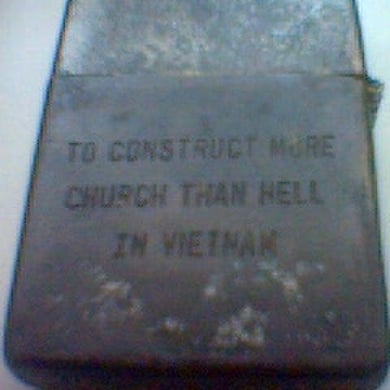 TO CONSTRUCT MORE
CHURCH THAN HELL
IN VIETNAM